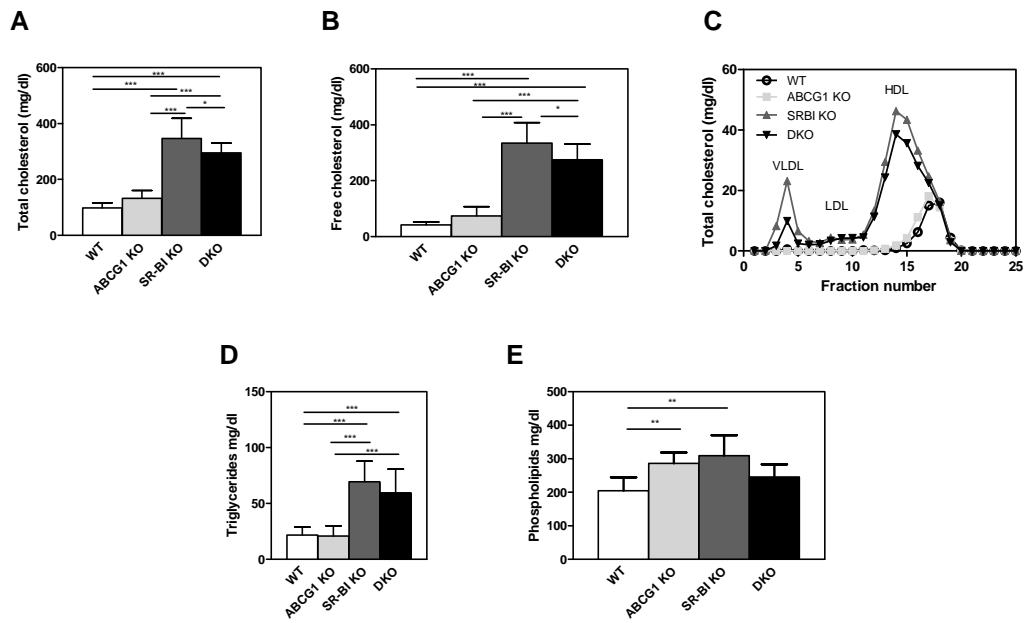 A
Total cholesterol (mg/dl)
600
400
200
0
***
***
***
***
*
WT
ABCG1 KO
SR-BI KO
DKO
B
Free cholesterol (mg/dl)
600
400
200
0
***
***
***
***
*
WT
ABCG1 KO
SR-BI KO
DKO
C
Total cholesterol (mg/dl)
60
40
20
0
WT
ABCG1 KO
SRBI KO
DKO
VLDL
LDL
HDL
0 5 10 15 20 25
Fraction number
D
Triglycerides mg/dl
150
100
50
0
***
***
***
***
WT
ABCG1 KO
SR-BI KO
DKO
E
Phospholipids mg/dl
500
400
300
200
100
0
**
**
WT
ABCG1 KO
SR-BI KO
DKO